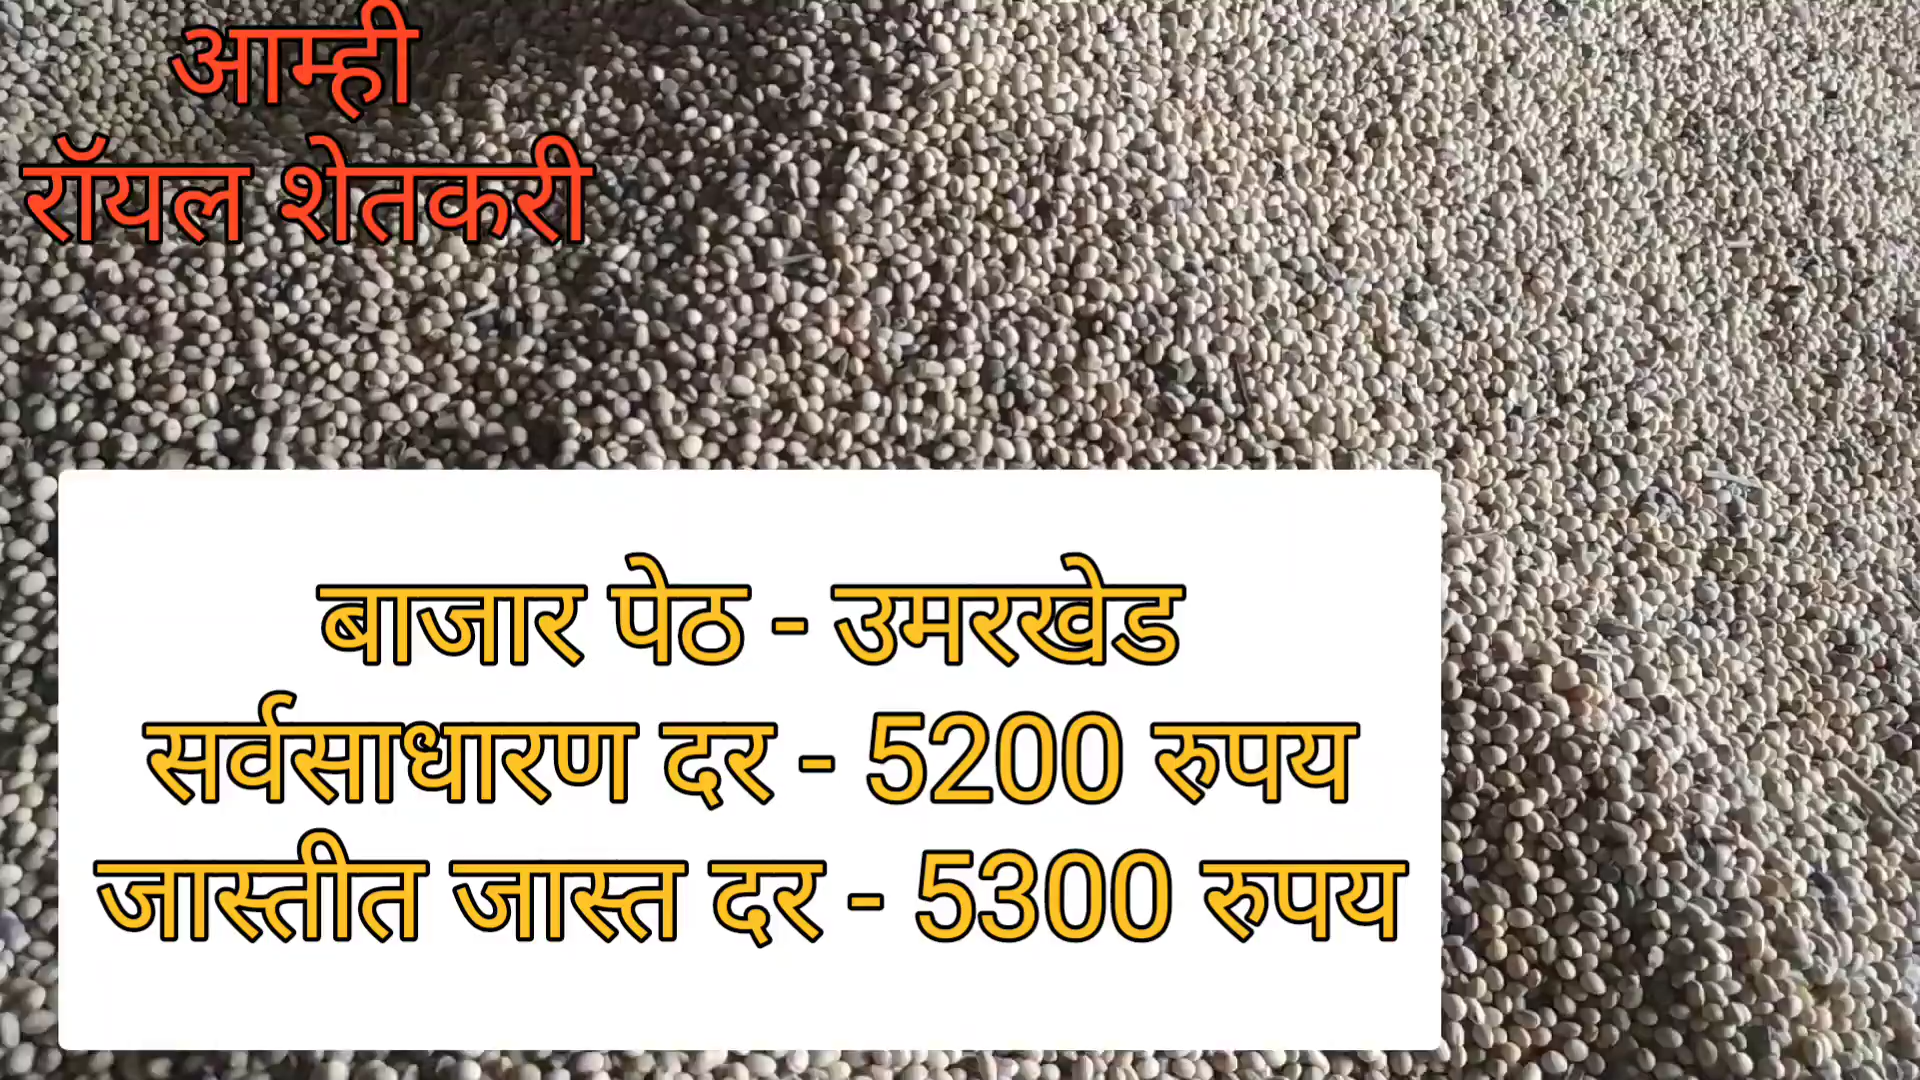 आम्ही
रॉयल शेतकरी
बाजार पेठ - उमरखेड
सर्वसाधारण दर - 5200 रुपय
जास्तीत जास्त दर - 5300 रुपय